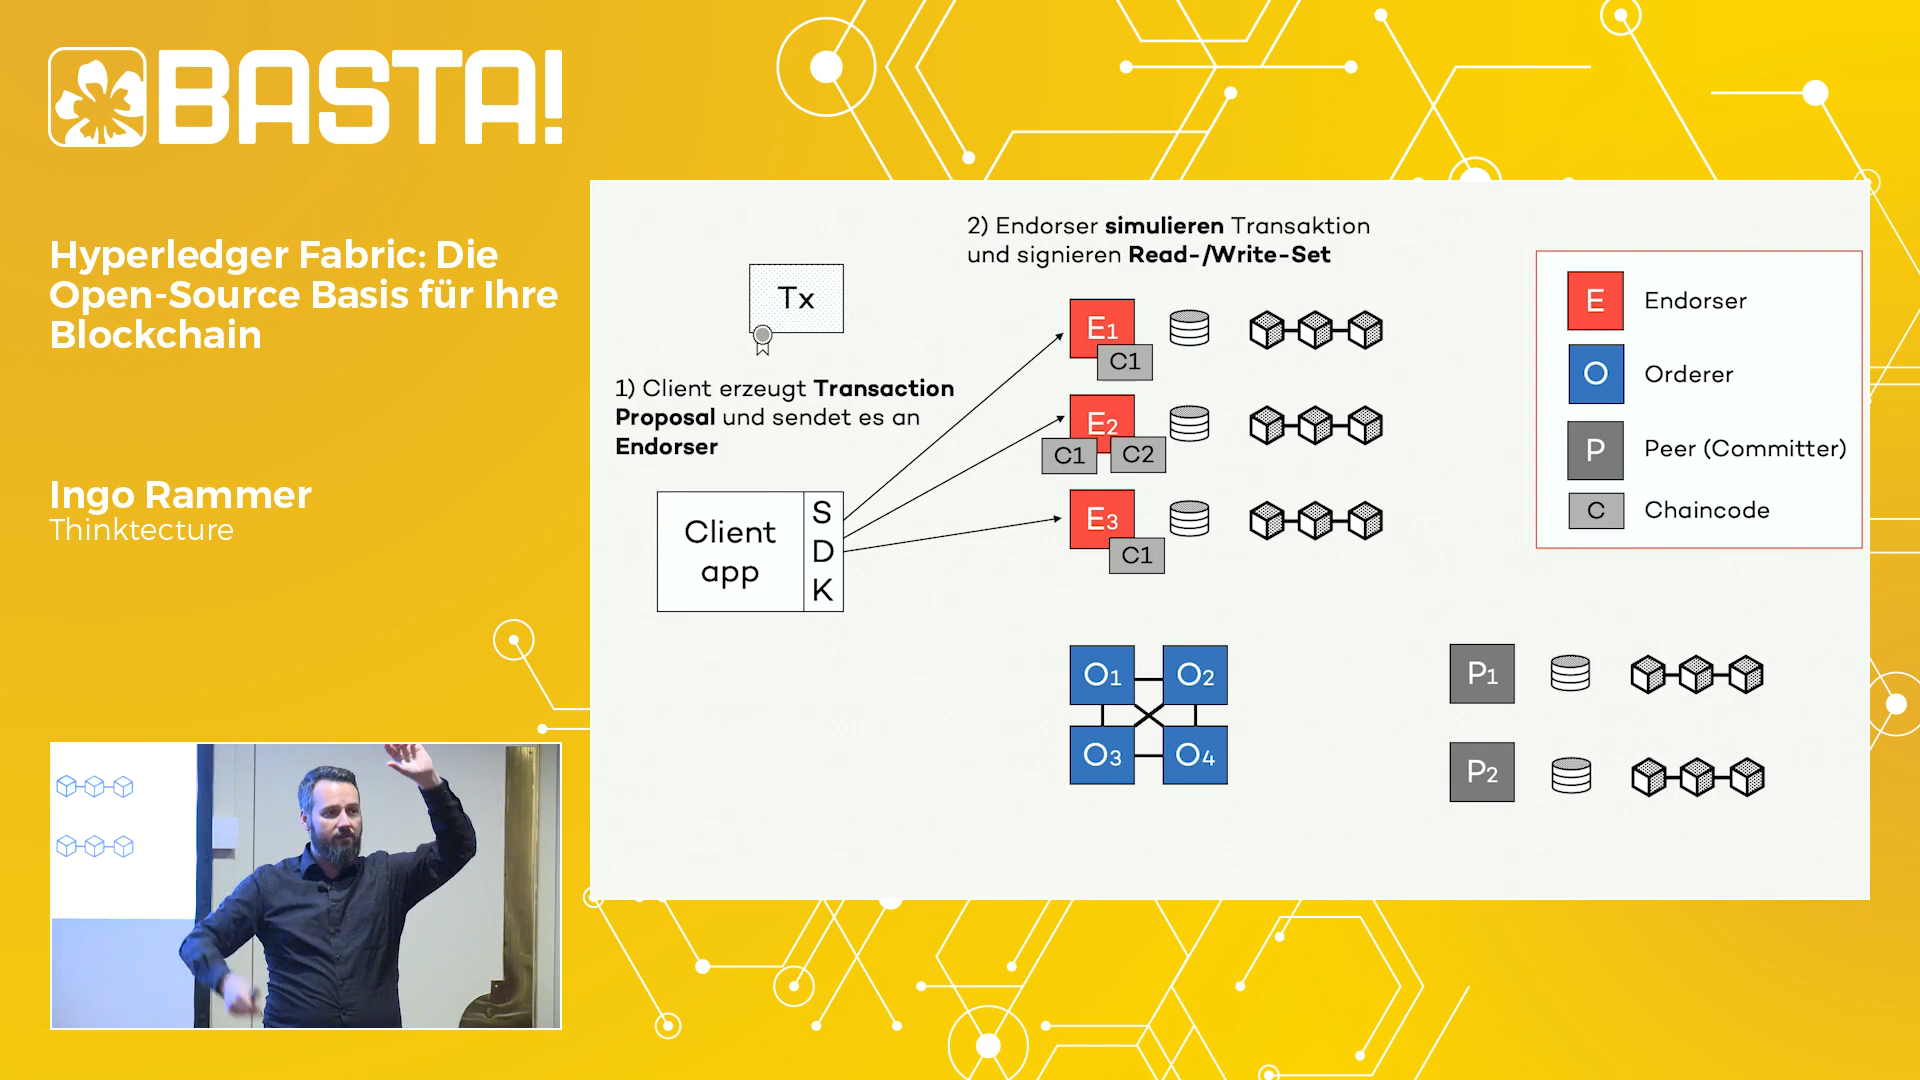 BASTA!
Hyperledger Fabric: Die
Open-Source Basis für Ihre
Blockchain
Ingo Rammer
Thinktecture
2) Endorser simulieren Transaktion
und signieren Read-/Write-Set
Tx
1) Client erzeugt Transaction
Proposal und sendet es an
Endorser
Client
app
S
D
K
E1
C1
E2
C1
C2
E3
C1
O1
O2
O3
O4
P1
P2
E Endorser
O Orderer
P Peer (Committer)
C Chaincode